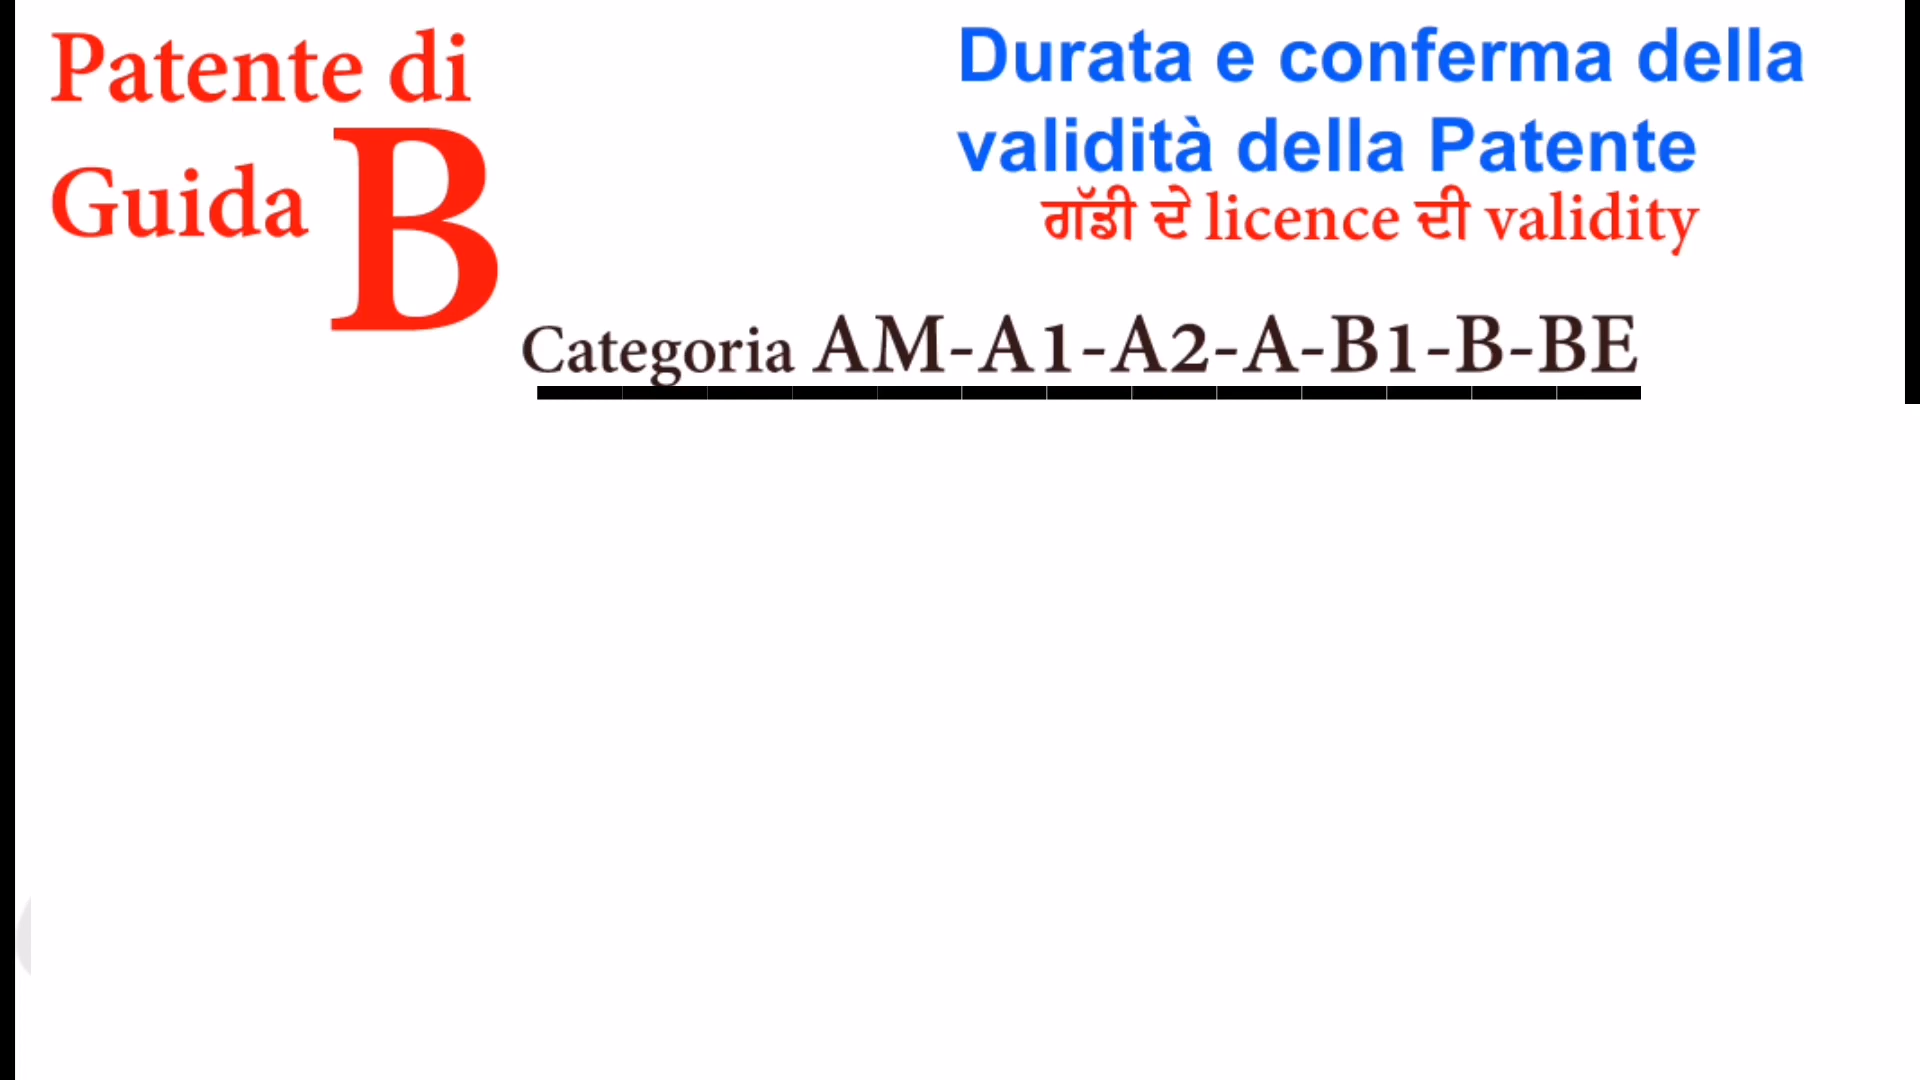 Patente di
Guida B
Durata e conferma della
validità della Patente
ਗੱਡੀ ਦੇ licence ਦੀ validity
Categoria AM-A1-A2-A-B1-B-BE